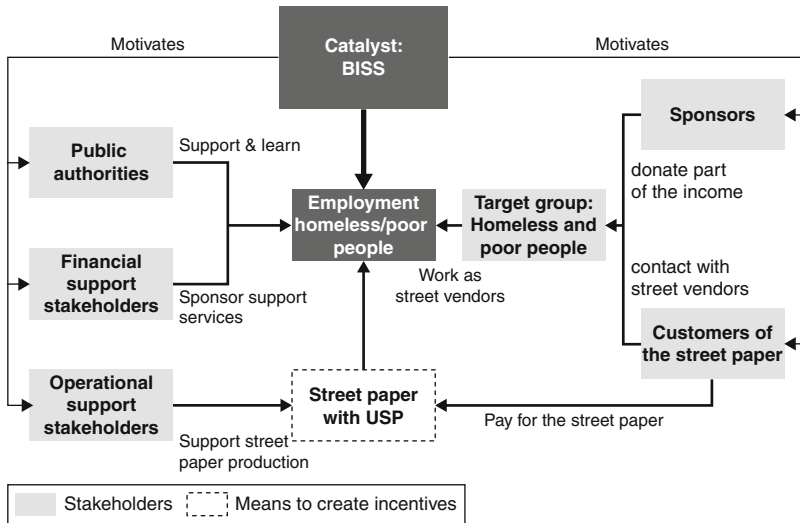 Motivates
Catalyst:
BISS
Motivates
Public
authorities
Support & learn
Sponsors
donate part
of the income
Employment
homeless/poor
people
Target group:
Homeless and
poor people
Work as
street vendors
contact with
street vendors
Financial
support
stakeholders
Sponsor support
services
Customers of
the street paper
Operational
support
stakeholders
Support street
paper production
Street paper
with USP
Pay for the street paper
Stakeholders
Means to create incentives